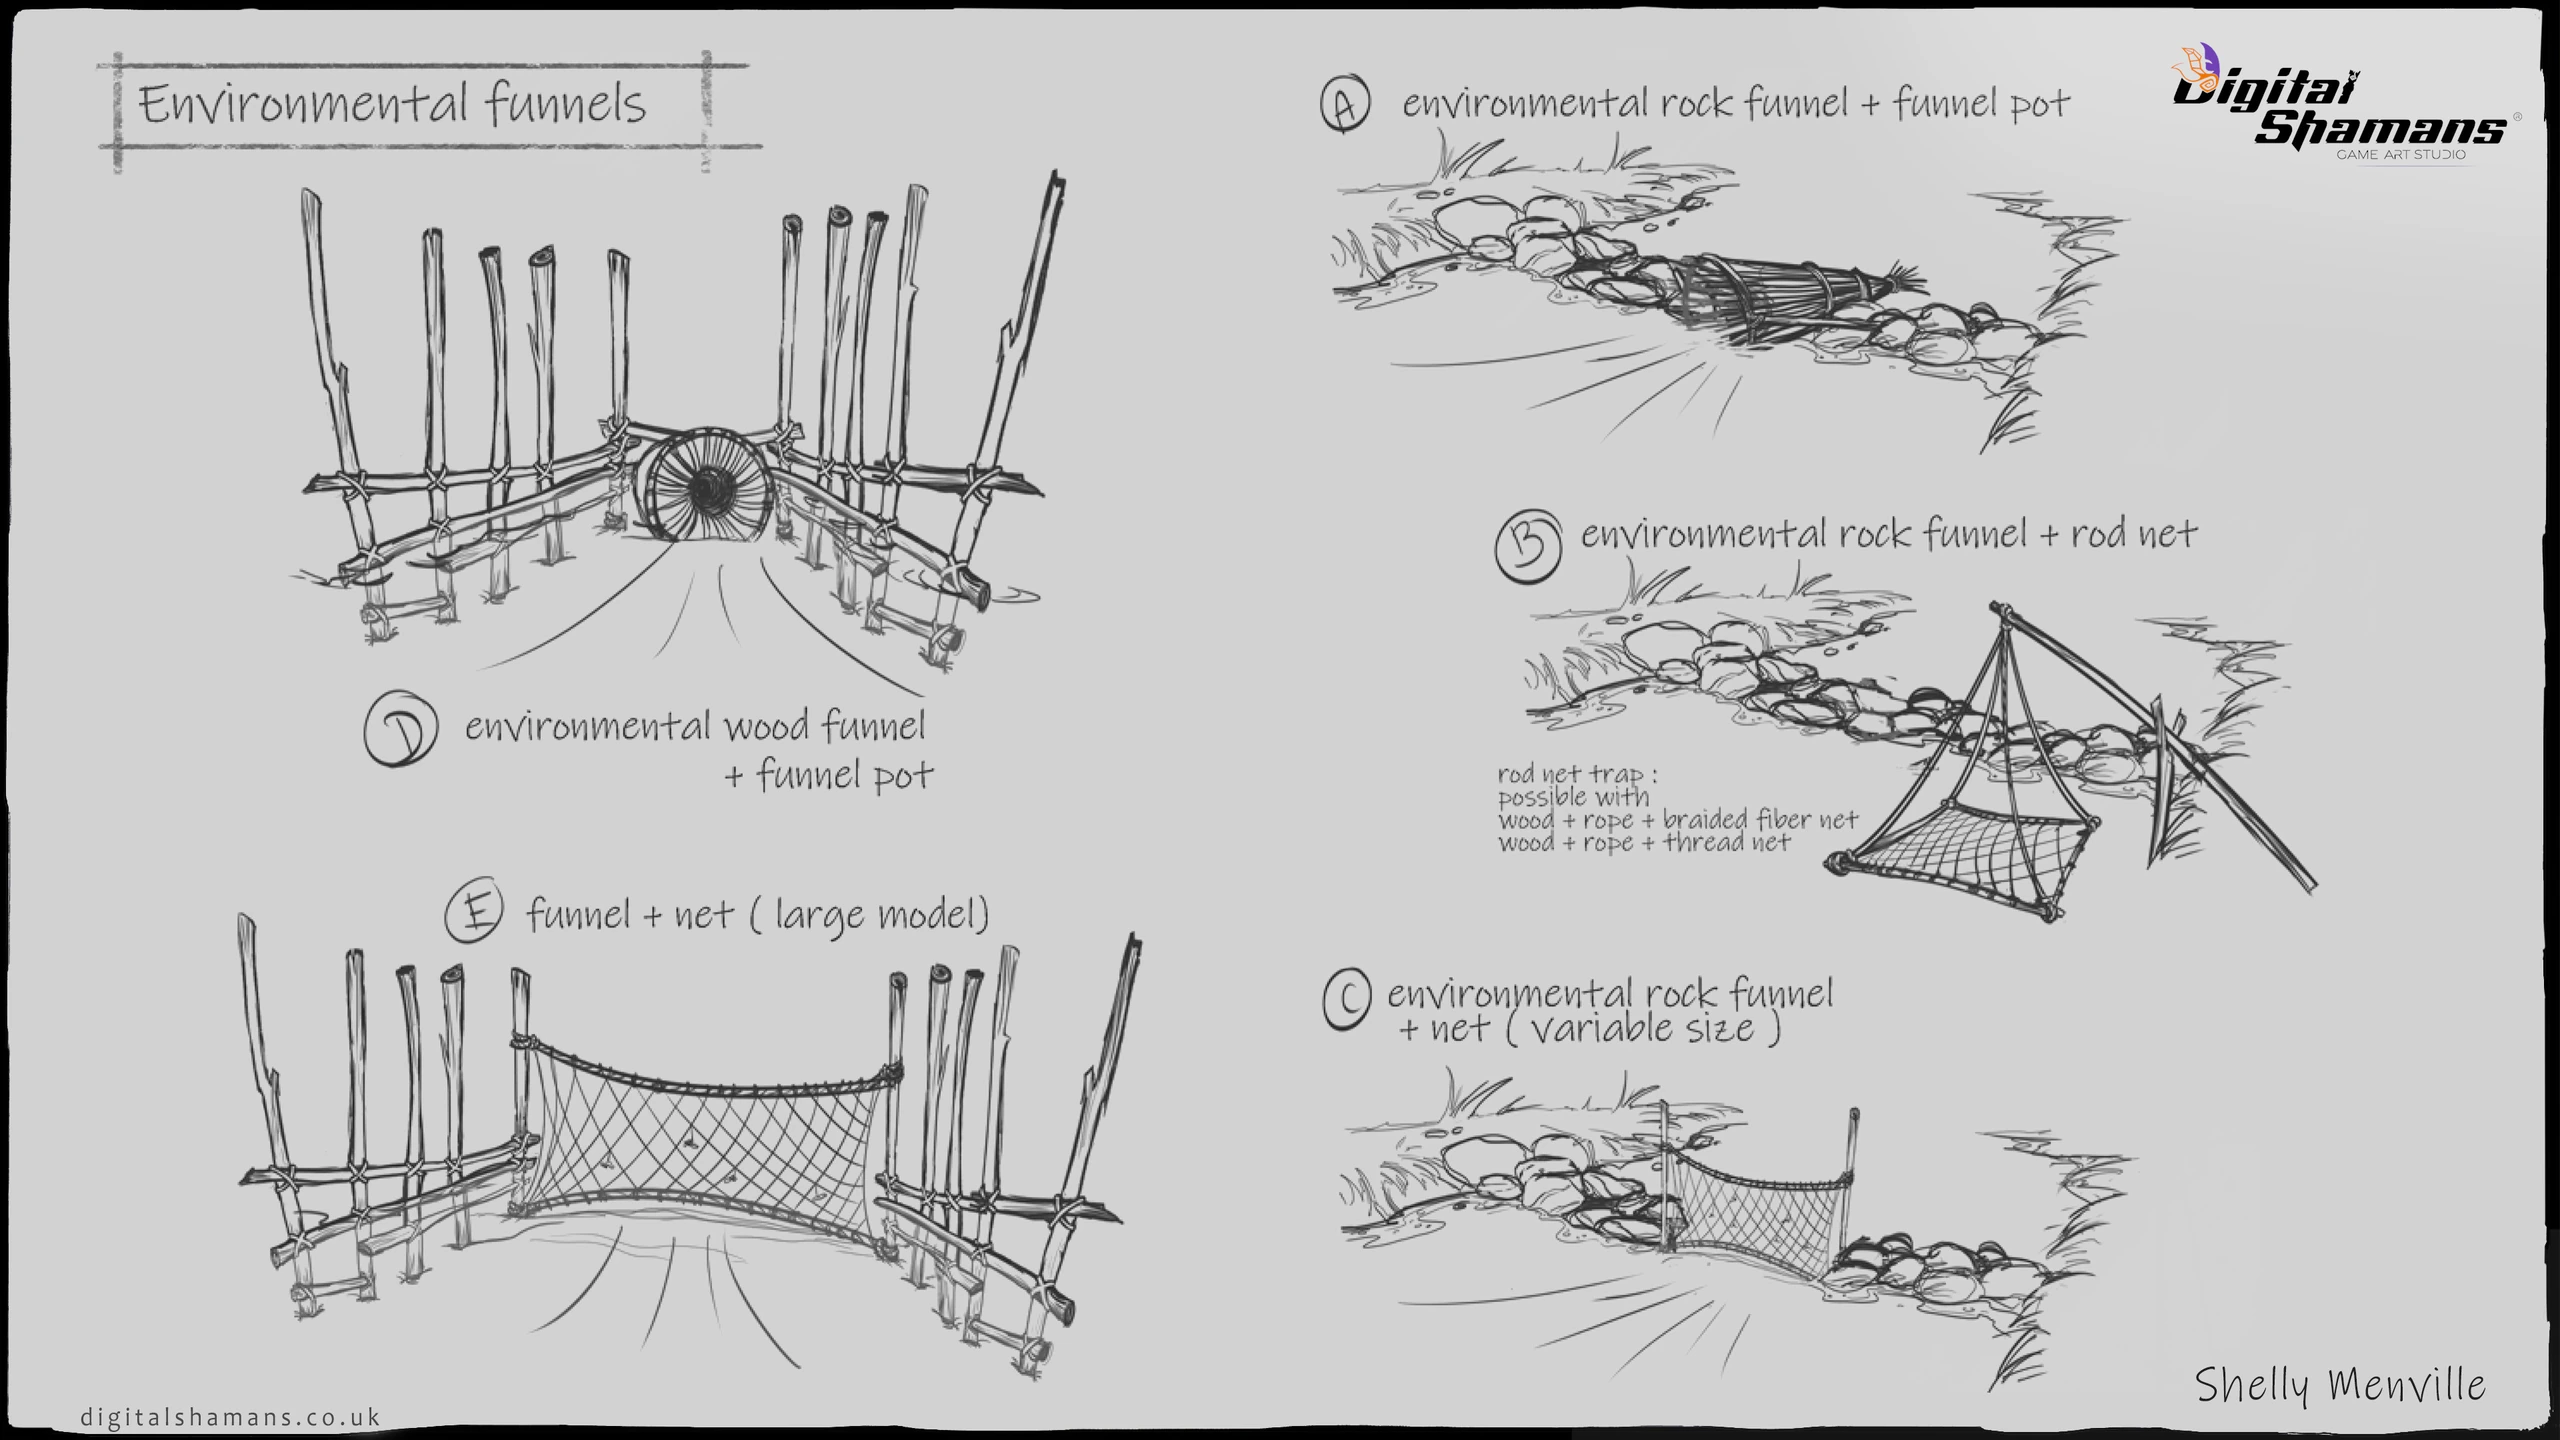 Environmental funnels
A environmental rock funnel + funnel pot
Digital
Shamans®
GAME ART STUDIO
B environmental rock funnel + rod net
rod net trap :
possible with
wood + rope + braided fiber net
wood + rope + thread net
D environmental wood funnel
+ funnel pot
E funnel + net ( large model)
C environmental rock funnel
+ net ( variable size )
Shelly Menville
digitalshamans.co.uk